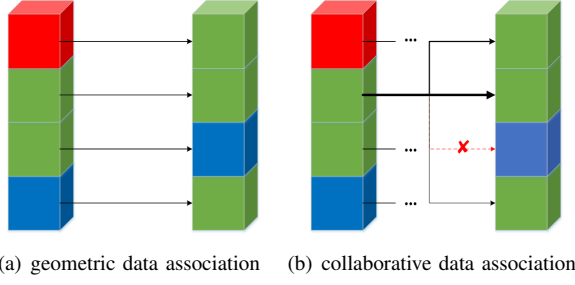 ...
...
...
(a) geometric data association
(b) collaborative data association